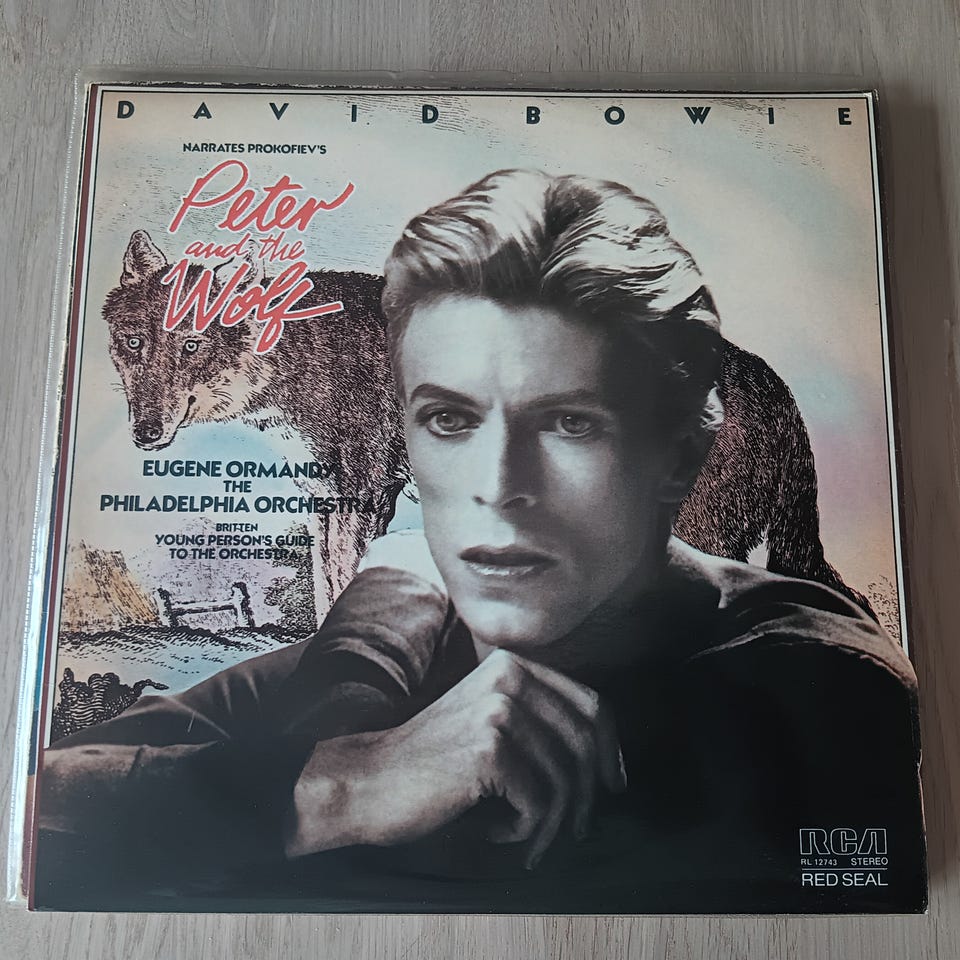 DAVID BOWIE
NARRATES PROKOFIEV'S
Peter
and the
Wolf
EUGENE ORMANDY
THE
PHILADELPHIA ORCHESTRA
BRITTEN
YOUNG PERSON'S GUIDE
TO THE ORCHESTRA
RCA
RL 12743 STEREO
RED SEAL